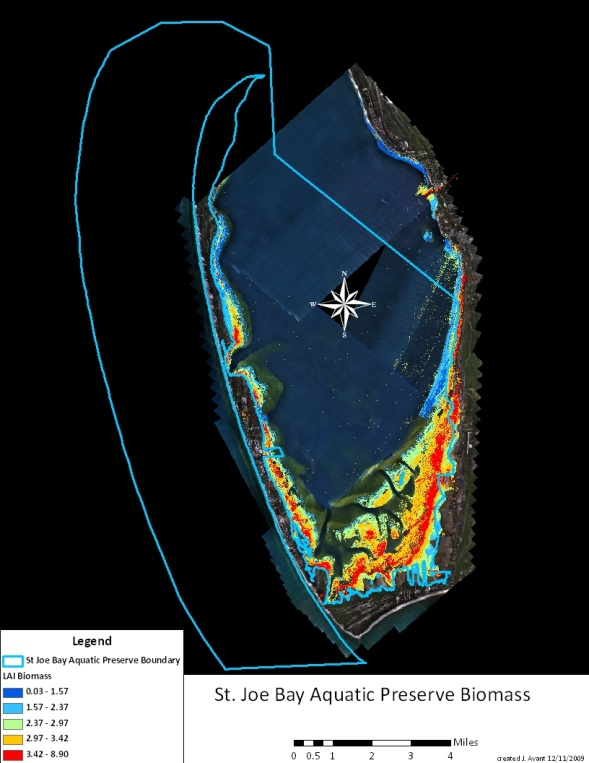 N
W E
S
Legend
St Joe Bay Aquatic Preserve Boundary
LAI Biomass
0.03 - 1.57
1.57 - 2.37
2.37 - 2.97
2.97 - 3.42
3.42 - 8.90
St. Joe Bay Aquatic Preserve Biomass
Miles
0 0.5 1 2 3 4
created J. Avant 12/11/2009